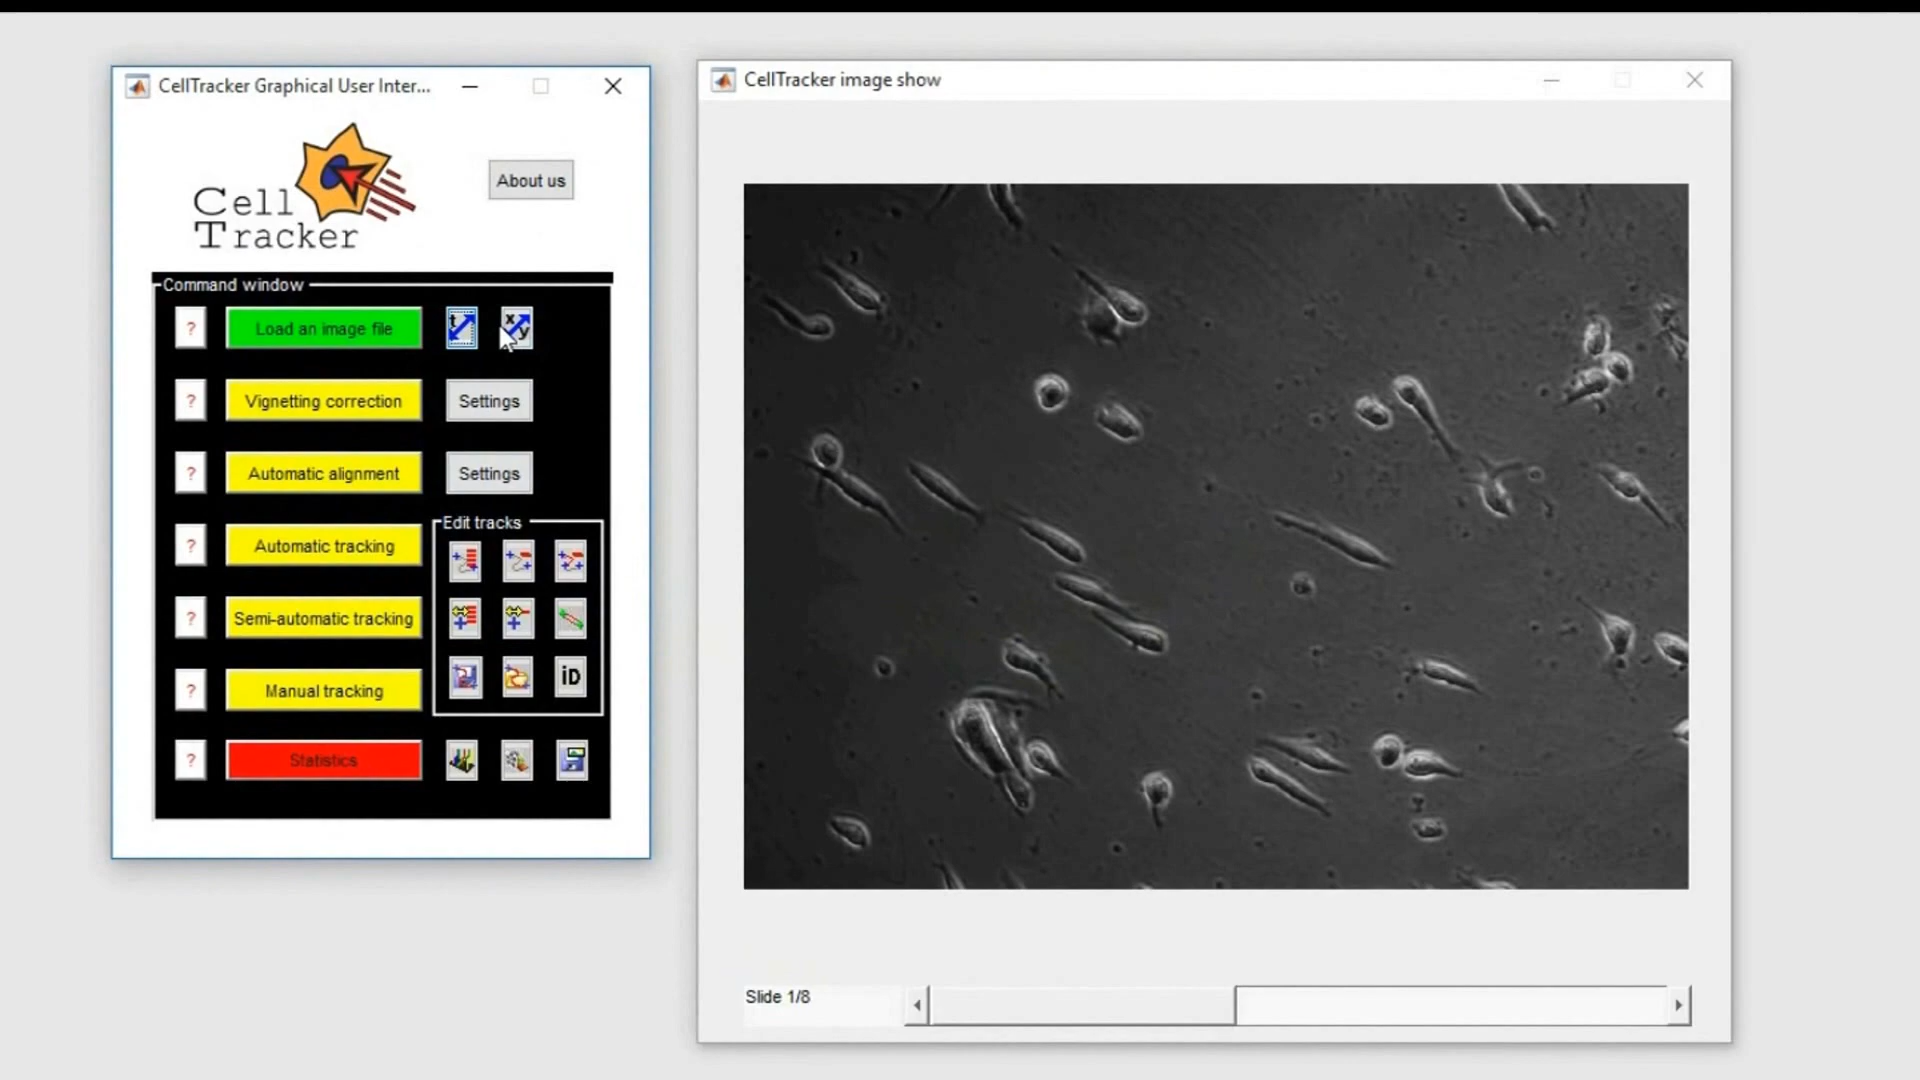 CellTracker Graphical User Inter...
CellTracker image show
Cell
Tracker
About us
Command window
? Load an image file t x y
? Vignetting correction Settings
? Automatic alignment Settings
Edit tracks
? Automatic tracking
? Semi-automatic tracking
? Manual tracking iD
? Statistics
Slide 1/8